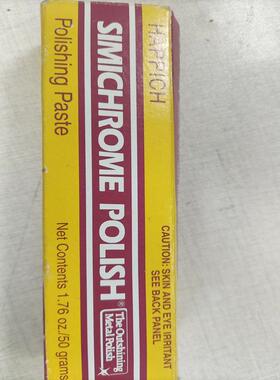 HAPPICH
SIMICHROME POLISH®
The Outshining
Metal Polish
Polishing Paste
Net Contents 1.76 oz./50 grams
CAUTION: SKIN AND EYE IRRITANT
SEE BACK PANEL